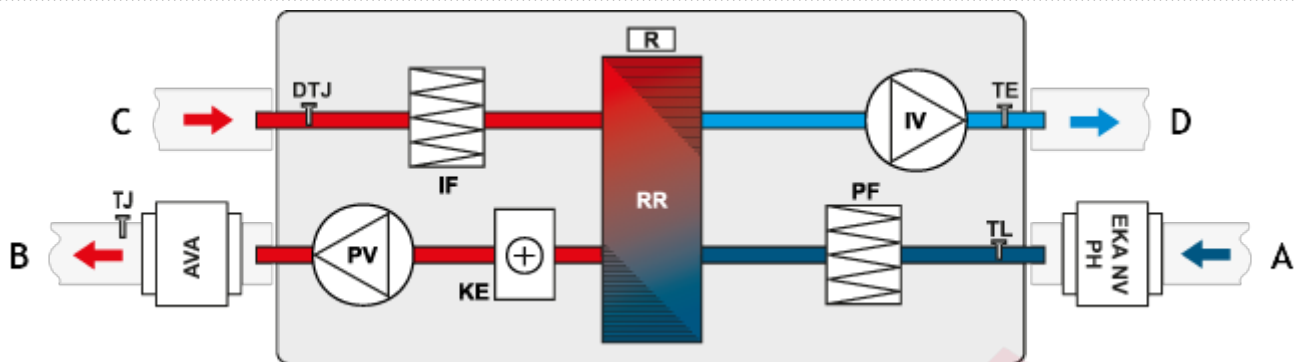 R
DTJ
TE
C
IV
D
IF
RR
PF
TJ
TL
B
AVA
PV
KE
EKA NV
PH
A